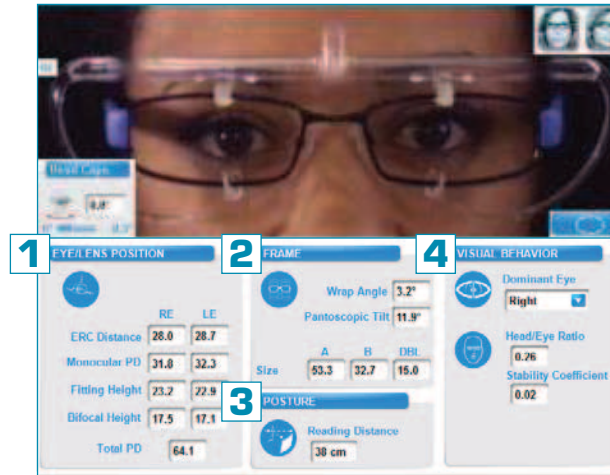 Head Cape
0,0°
1 EYE/LENS POSITION
RE LE
ERC Distance 28.0 28.7
Monocular PD 31.8 32.3
Fitting Height 23.2 22.9
Bifocal Height 17.5 17.1
Total PD 64.1
2 FRAME
Wrap Angle 3.2°
Pantoscopic Tilt 11.9°
A B DBL
Size 53.3 32.7 15.0
3 POSTURE
Reading Distance
38 cm
4 VISUAL BEHAVIOR
Dominant Eye
Right
Head/Eye Ratio
0.26
Stability Coefficient
0.02